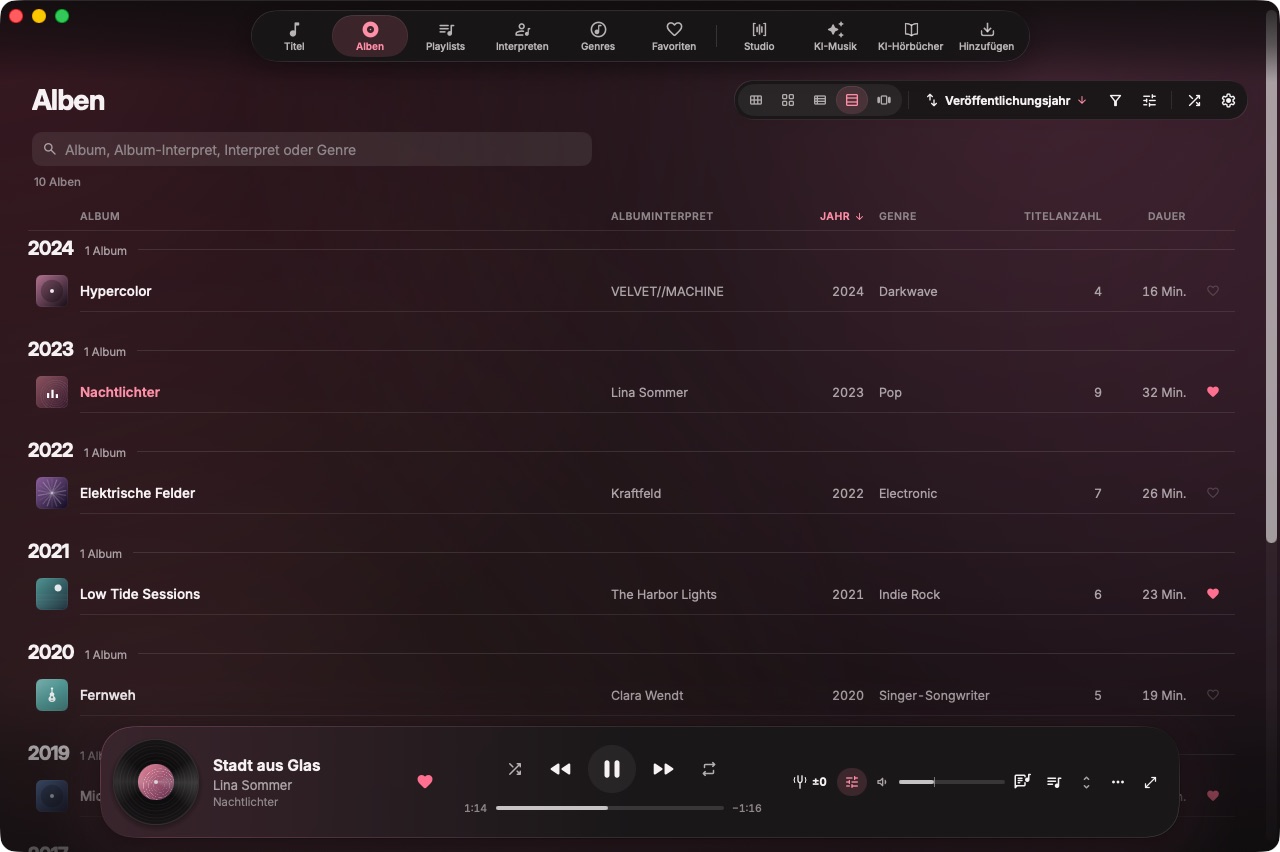 Titel Alben Playlists Interpreten Genres Favoriten Studio KI-Musik KI-Hörbücher Hinzufügen
Alben
Veröffentlichungsjahr ↓
Album, Album-Interpret, Interpret oder Genre
10 Alben
ALBUM ALBUMINTERPRET JAHR ↓ GENRE TITELANZAHL DAUER
2024 1 Album
Hypercolor VELVET//MACHINE 2024 Darkwave 4 16 Min.
2023 1 Album
Nachtlichter Lina Sommer 2023 Pop 9 32 Min.
2022 1 Album
Elektrische Felder Kraftfeld 2022 Electronic 7 26 Min.
2021 1 Album
Low Tide Sessions The Harbor Lights 2021 Indie Rock 6 23 Min.
2020 1 Album
Fernweh Clara Wendt 2020 Singer-Songwriter 5 19 Min.
2019 1
Stadt aus Glas
Lina Sommer
Nachtlichter
±0
1:14 −1:16
2017